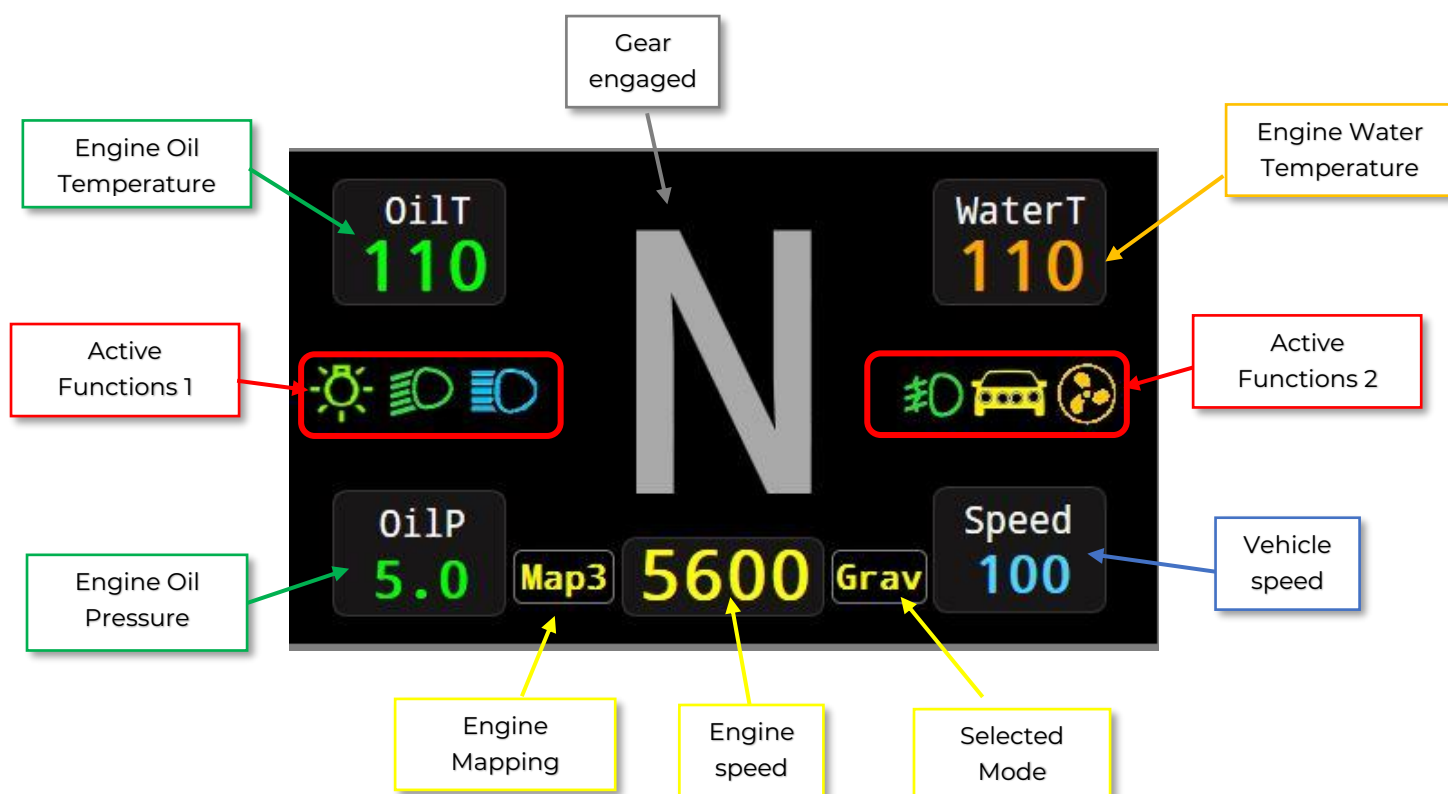 Gear
engaged
Engine Oil
Temperature
Engine Water
Temperature
OilT
110
WaterT
110
N
Active
Functions 1
Active
Functions 2
OilP
5.0
Map3
5600
Grav
Speed
100
Engine Oil
Pressure
Vehicle
speed
Engine
Mapping
Engine
speed
Selected
Mode